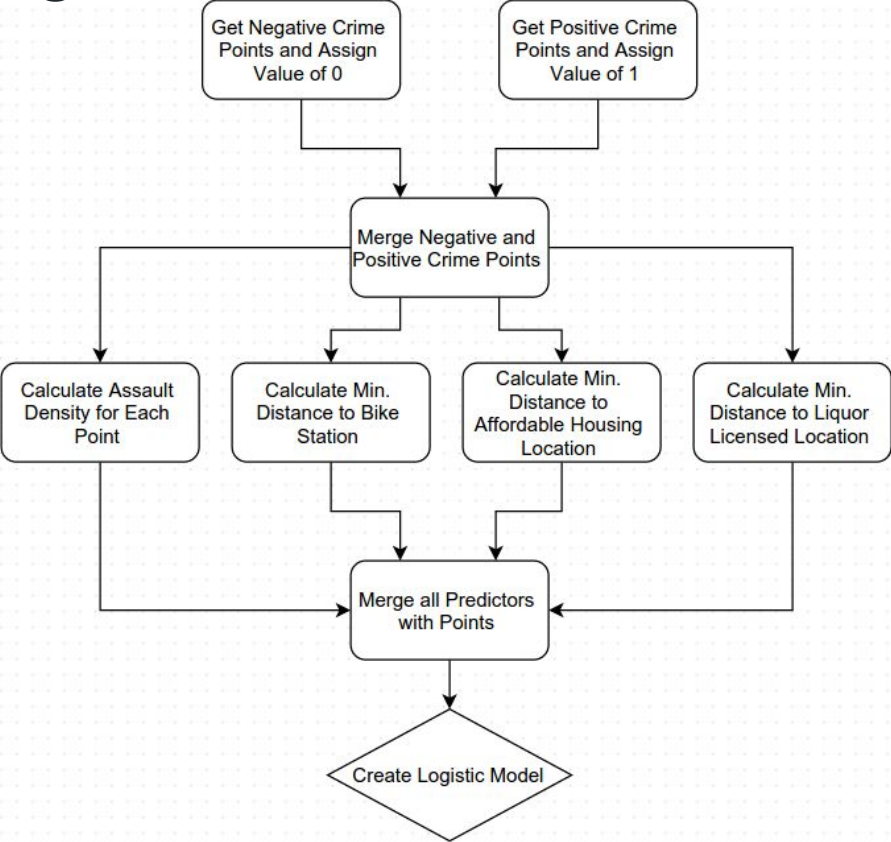 Get Negative Crime
Points and Assign
Value of 0
Get Positive Crime
Points and Assign
Value of 1
Merge Negative and
Positive Crime Points
Calculate Assault
Density for Each
Point
Calculate Min.
Distance to Bike
Station
Calculate Min.
Distance to
Affordable Housing
Location
Calculate Min.
Distance to Liquor
Licensed Location
Merge all Predictors
with Points
Create Logistic Model